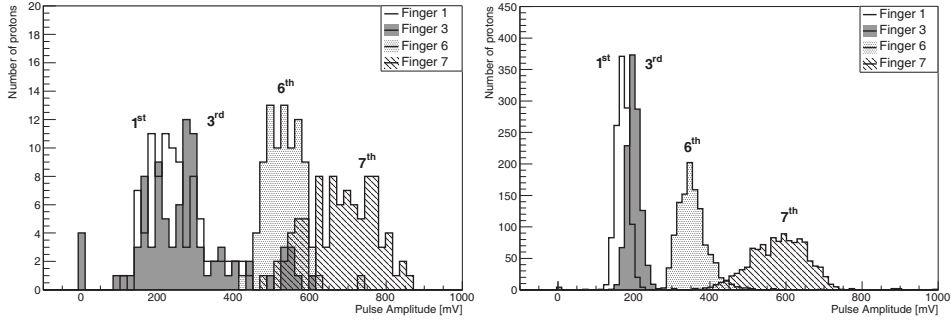 Number of protons
20
18
16
14
12
10
8
6
4
2
0
0 200 400 600 800 1000
Pulse Amplitude [mV]
Finger 1
Finger 3
Finger 6
Finger 7
1st
3rd
6th
7th
Number of protons
450
400
350
300
250
200
150
100
50
0
0 200 400 600 800 1000
Pulse Amplitude [mV]
Finger 1
Finger 3
Finger 6
Finger 7
1st
3rd
6th
7th